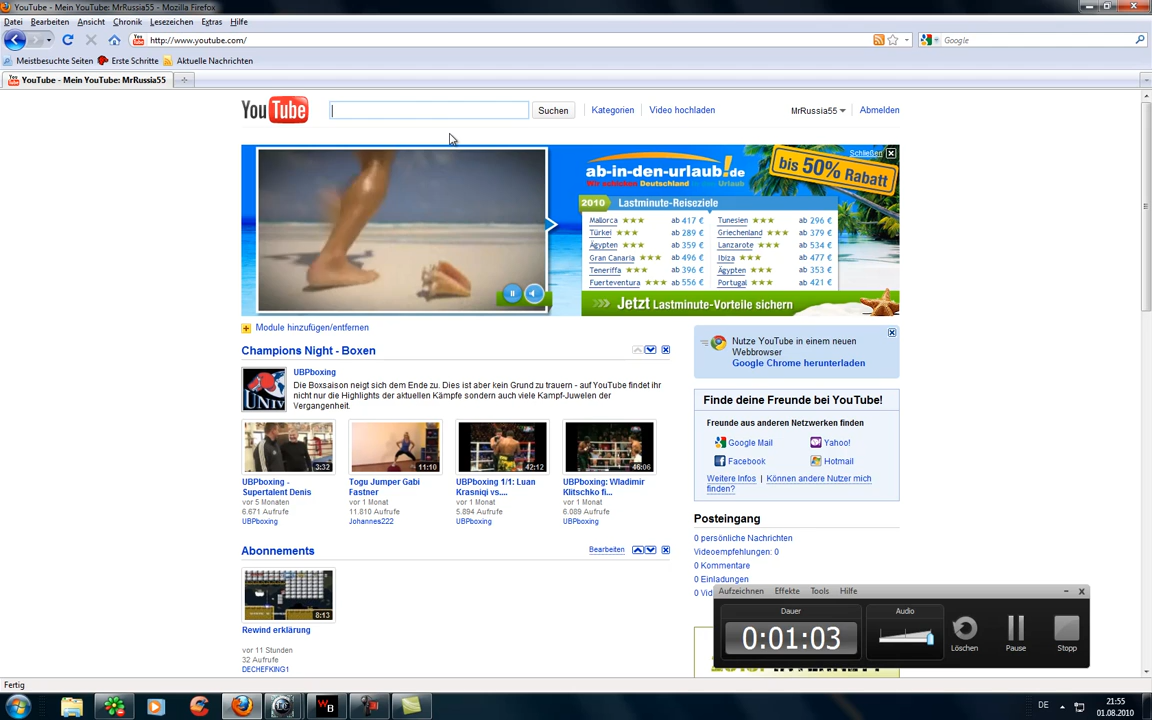 YouTube - Mein YouTube: MrRussia55 - Mozilla Firefox
Datei Bearbeiten Ansicht Chronik Lesezeichen Extras Hilfe
http://www.youtube.com/
Google
Meistbesuchte Seiten Erste Schritte Aktuelle Nachrichten
YouTube - Mein YouTube: MrRussia55
YouTube
Suchen
Kategorien
Video hochladen
MrRussia55
Abmelden
Schließen
ab-in-den-urlaub.de
bis 50% Rabatt
2010 Lastminute-Reiseziele
Mallorca ab 417 € Tunesien ab 296 €
Türkei ab 289 € Griechenland ab 379 €
Ägypten ab 359 € Lanzarote ab 534 €
Gran Canaria ab 496 € Ibiza ab 477 €
Teneriffa ab 396 € Ägypten ab 353 €
Fuerteventura ab 556 € Portugal ab 421 €
Jetzt Lastminute-Vorteile sichern
Module hinzufügen/entfernen
Champions Night - Boxen
UBPboxing
Die Boxsaison neigt sich dem Ende zu. Dies ist aber kein Grund zu trauern - auf YouTube findet ihr
nicht nur die Highlights der aktuellen Kämpfe sondern auch viele Kampf-Juwelen der
Vergangenheit.
UNIV
3:32
11:10
42:12
46:06
UBPboxing -
Supertalent Denis
vor 5 Monaten
6.671 Aufrufe
UBPboxing
Togu Jumper Gabi
Fastner
vor 1 Monat
11.810 Aufrufe
Johannes222
UBPboxing 1/1: Luan
Krasniqi vs....
vor 1 Monat
5.894 Aufrufe
UBPboxing
UBPboxing: Wladimir
Klitschko fi...
vor 1 Monat
6.089 Aufrufe
UBPboxing
Abonnements
Bearbeiten
8:13
Rewind erklärung
vor 11 Stunden
32 Aufrufe
DECHEFKING1
Nutze YouTube in einem neuen
Webbrowser
Google Chrome herunterladen
Finde deine Freunde bei YouTube!
Freunde aus anderen Netzwerken finden
Google Mail Yahoo!
Facebook Hotmail
Weitere Infos | Können andere Nutzer mich
finden?
Posteingang
0 persönliche Nachrichten
Videoempfehlungen: 0
0 Kommentare
0 Einladungen
Aufzeichnen Effekte Tools Hilfe
Dauer
0:01:03
Audio
Löschen
Pause
Stopp
Fertig
DE
21:55
01.08.2010